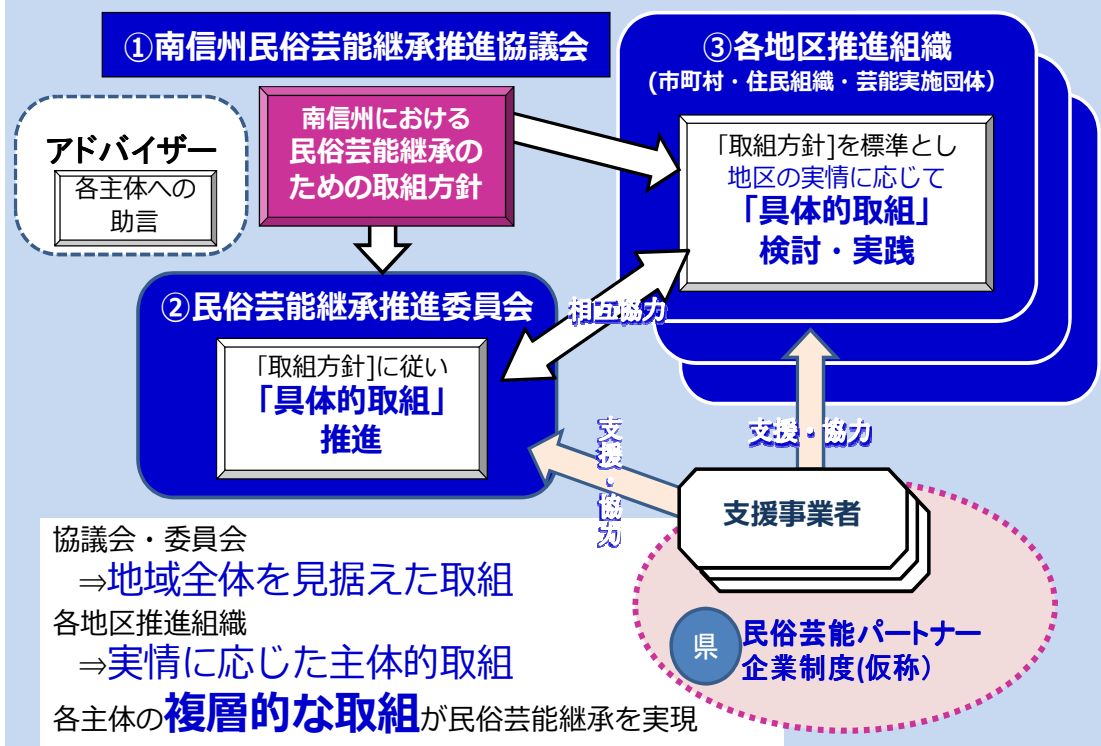 ①南信州民俗芸能継承推進協議会
③各地区推進組織
(市町村・住民組織・芸能実施団体)
アドバイザー
各主体への
助言
南信州における
民俗芸能継承の
ための取組方針
「取組方針]を標準とし
地区の実情に応じて
「具体的取組」
検討・実践
②民俗芸能継承推進委員会
相互協力
「取組方針]に従い
「具体的取組」
推進
支援・協力
支援・協力
支援事業者
協議会・委員会
⇒地域全体を見据えた取組
各地区推進組織
⇒実情に応じた主体的取組
各主体の複層的な取組が民俗芸能継承を実現
県
民俗芸能パートナー
企業制度(仮称)